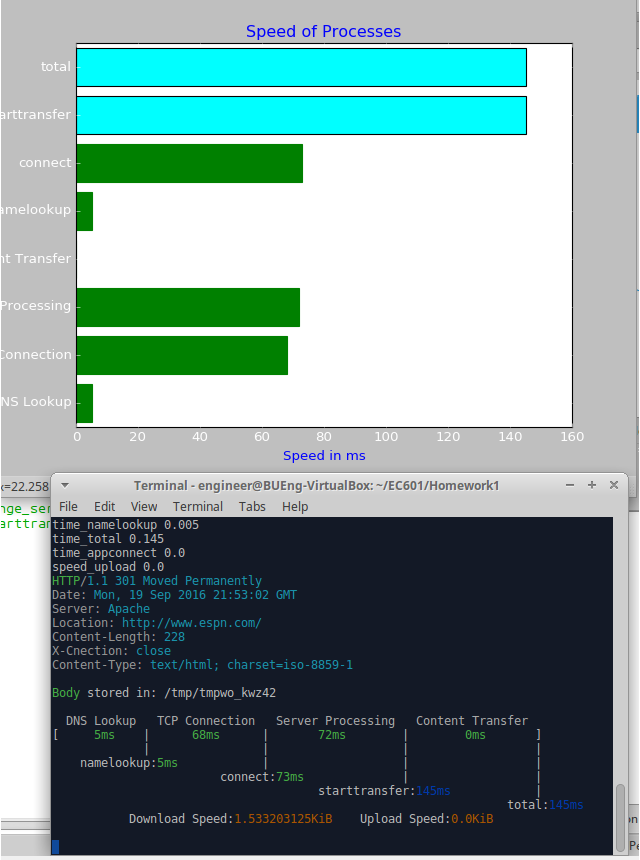 Speed of Processes
total
arttransfer
connect
amelookup
nt Transfer
Processing
Connection
NS Lookup
0 20 40 60 80 100 120 140 160
Speed in ms
x=22.258
nge_ser
arttran
Terminal - engineer@BUEng-VirtualBox: ~/EC601/Homework1
File Edit View Terminal Tabs Help
time_namelookup 0.005
time_total 0.145
time_appconnect 0.0
speed_upload 0.0
HTTP/1.1 301 Moved Permanently
Date: Mon, 19 Sep 2016 21:53:02 GMT
Server: Apache
Location: http://www.espn.com/
Content-Length: 228
X-Cnection: close
Content-Type: text/html; charset=iso-8859-1
Body stored in: /tmp/tmpwo_kwz42
DNS Lookup TCP Connection Server Processing Content Transfer
[ 5ms | 68ms | 72ms | 0ms ]
| | | |
namelookup:5ms | | |
connect:73ms | |
starttransfer:145ms |
total:145ms
Download Speed:1.533203125KiB Upload Speed:0.0KiB
on
Pe